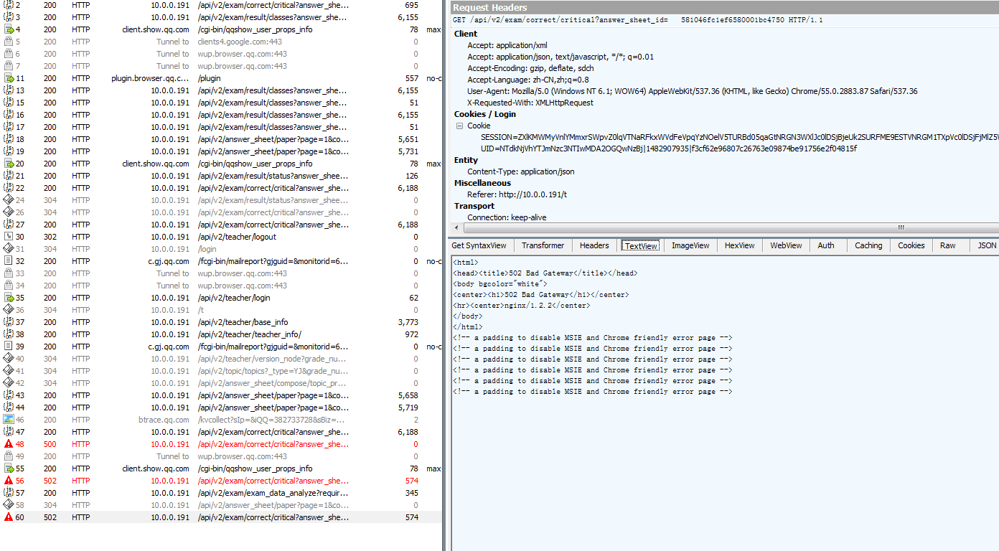 2 200 HTTP 10.0.0.191 /api/v2/exam/correct/critical?answer_she... 695
3 200 HTTP 10.0.0.191 /api/v2/exam/result/classes?answer_she... 6,155
4 200 HTTP client.show.qq.com /cgi-bin/qqshow_user_props_info 78 max-
5 200 HTTP Tunnel to clients4.google.com:443 0
6 200 HTTP Tunnel to wup.browser.qq.com:443 0
7 200 HTTP Tunnel to wup.browser.qq.com:443 0
11 200 HTTP plugin.browser.qq.c... /plugin 557 no-c
13 200 HTTP 10.0.0.191 /api/v2/exam/result/classes?answer_she... 6,155
15 200 HTTP 10.0.0.191 /api/v2/exam/result/classes?answer_she... 51
16 200 HTTP 10.0.0.191 /api/v2/exam/result/classes?answer_she... 6,155
17 200 HTTP 10.0.0.191 /api/v2/exam/result/classes?answer_she... 51
18 200 HTTP 10.0.0.191 /api/v2/answer_sheet/paper?page=1&co... 5,651
19 200 HTTP 10.0.0.191 /api/v2/answer_sheet/paper?page=1&co... 5,731
20 200 HTTP client.show.qq.com /cgi-bin/qqshow_user_props_info 78 max-
21 200 HTTP 10.0.0.191 /api/v2/exam/result/status?answer_shee... 126
22 200 HTTP 10.0.0.191 /api/v2/exam/correct/critical?answer_she... 6,188
24 304 HTTP 10.0.0.191 /api/v2/exam/result/status?answer_shee... 0
26 304 HTTP 10.0.0.191 /api/v2/exam/correct/critical?answer_she... 0
27 200 HTTP 10.0.0.191 /api/v2/exam/correct/critical?answer_she... 6,188
30 302 HTTP 10.0.0.191 /api/v2/teacher/logout 0
31 304 HTTP 10.0.0.191 /login 0
32 200 HTTP c.gj.qq.com /fcgi-bin/mailreport?gjguid=&monitorid=6... 0 no-c
33 200 HTTP Tunnel to wup.browser.qq.com:443 0
34 200 HTTP Tunnel to wup.browser.qq.com:443 0
35 200 HTTP 10.0.0.191 /api/v2/teacher/login 62
36 304 HTTP 10.0.0.191 /t 0
37 200 HTTP 10.0.0.191 /api/v2/teacher/base_info 3,773
38 200 HTTP 10.0.0.191 /api/v2/teacher/teacher_info/ 972
39 200 HTTP c.gj.qq.com /fcgi-bin/mailreport?gjguid=&monitorid=6... 0 no-c
40 304 HTTP 10.0.0.191 /api/v2/teacher/version_node?grade_nu... 0
41 304 HTTP 10.0.0.191 /api/v2/topic/topics?_type=YJ&grade_nu... 0
42 304 HTTP 10.0.0.191 /api/v2/answer_sheet/compose/topic_pr... 0
43 200 HTTP 10.0.0.191 /api/v2/answer_sheet/paper?page=1&co... 5,658
44 200 HTTP 10.0.0.191 /api/v2/answer_sheet/paper?page=1&co... 5,719
46 200 HTTP btrace.qq.com /kvcollect?sIp=&iQQ=382733728&sBiz=... 2
47 200 HTTP 10.0.0.191 /api/v2/exam/correct/critical?answer_she... 6,188
48 500 HTTP 10.0.0.191 /api/v2/exam/correct/critical?answer_she... 0
49 200 HTTP Tunnel to wup.browser.qq.com:443 0
55 200 HTTP client.show.qq.com /cgi-bin/qqshow_user_props_info 78 max-
56 502 HTTP 10.0.0.191 /api/v2/exam/correct/critical?answer_she... 574
57 200 HTTP 10.0.0.191 /api/v2/exam/exam_data_analyze?requir... 345
58 304 HTTP 10.0.0.191 /api/v2/answer_sheet/paper?page=1&co... 0
60 502 HTTP 10.0.0.191 /api/v2/exam/correct/critical?answer_she... 574
Request Headers
GET /api/v2/exam/correct/critical?answer_sheet_id= 581046fc1ef6580001bc4750 HTTP/1.1
Client
Accept: application/xml
Accept: application/json, text/javascript, */*; q=0.01
Accept-Encoding: gzip, deflate, sdch
Accept-Language: zh-CN,zh;q=0.8
User-Agent: Mozilla/5.0 (Windows NT 6.1; WOW64) AppleWebKit/537.36 (KHTML, like Gecko) Chrome/55.0.2883.87 Safari/537.36
X-Requested-With: XMLHttpRequest
Cookies / Login
Cookie
Entity
Content-Type: application/json
Miscellaneous
Referer: http://10.0.0.191/t
Transport
Connection: keep-alive
Get SyntaxView Transformer Headers TextView ImageView HexView WebView Auth Caching Cookies Raw JSON
<html>
<head><title>502 Bad Gateway</title></head>
<body bgcolor="white">
<center><h1>502 Bad Gateway</h1></center>
<hr><center>nginx/1.2.2</center>
</body>
</html>
<!-- a padding to disable MSIE and Chrome friendly error page -->
<!-- a padding to disable MSIE and Chrome friendly error page -->
<!-- a padding to disable MSIE and Chrome friendly error page -->
<!-- a padding to disable MSIE and Chrome friendly error page -->
<!-- a padding to disable MSIE and Chrome friendly error page -->
<!-- a padding to disable MSIE and Chrome friendly error page -->